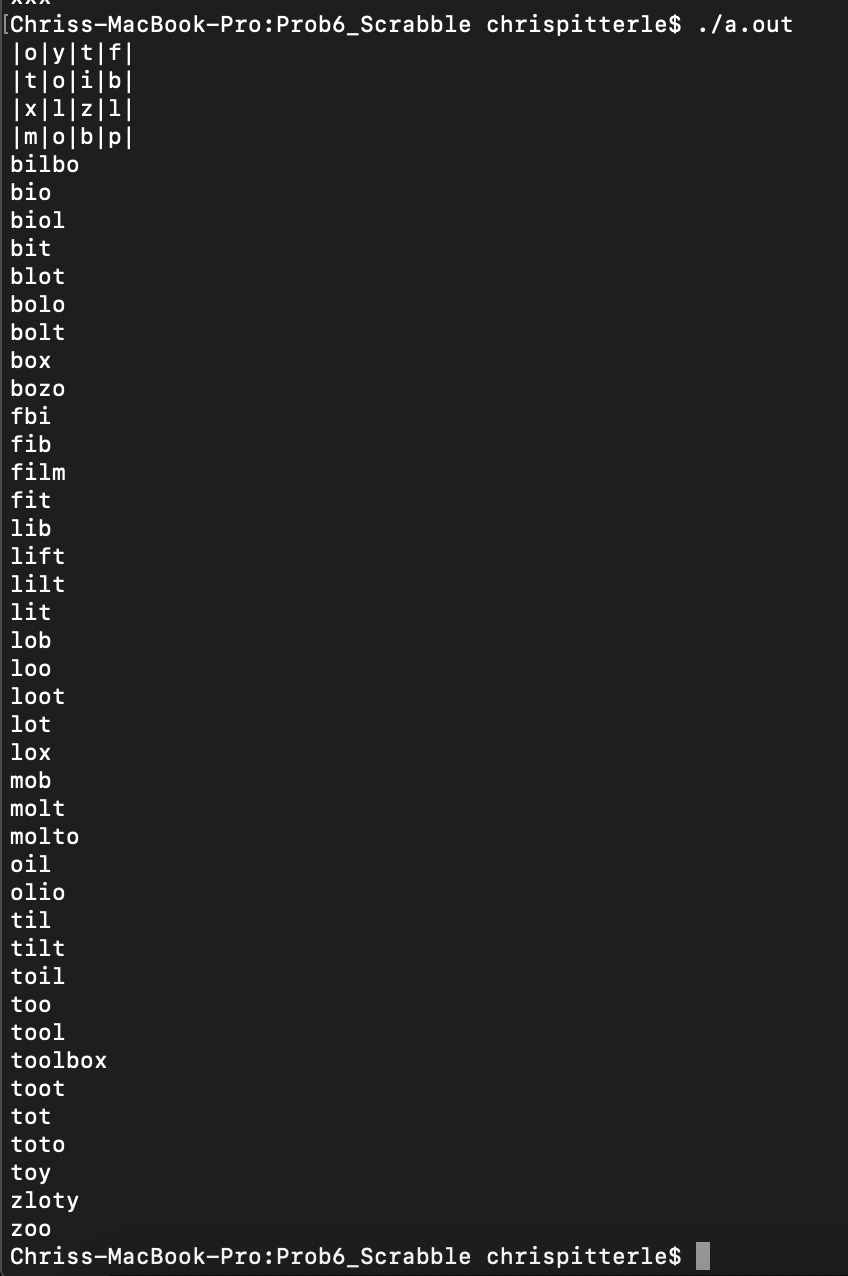 xxx
[Chriss-MacBook-Pro:Prob6_Scrabble chrispitterle$ ./a.out
|o|y|t|f|
|t|o|i|b|
|x|l|z|l|
|m|o|b|p|
bilbo
bio
biol
bit
blot
bolo
bolt
box
bozo
fbi
fib
film
fit
lib
lift
lilt
lit
lob
loo
loot
lot
lox
mob
molt
molto
oil
olio
til
tilt
toil
too
tool
toolbox
toot
tot
toto
toy
zloty
zoo
Chriss-MacBook-Pro:Prob6_Scrabble chrispitterle$